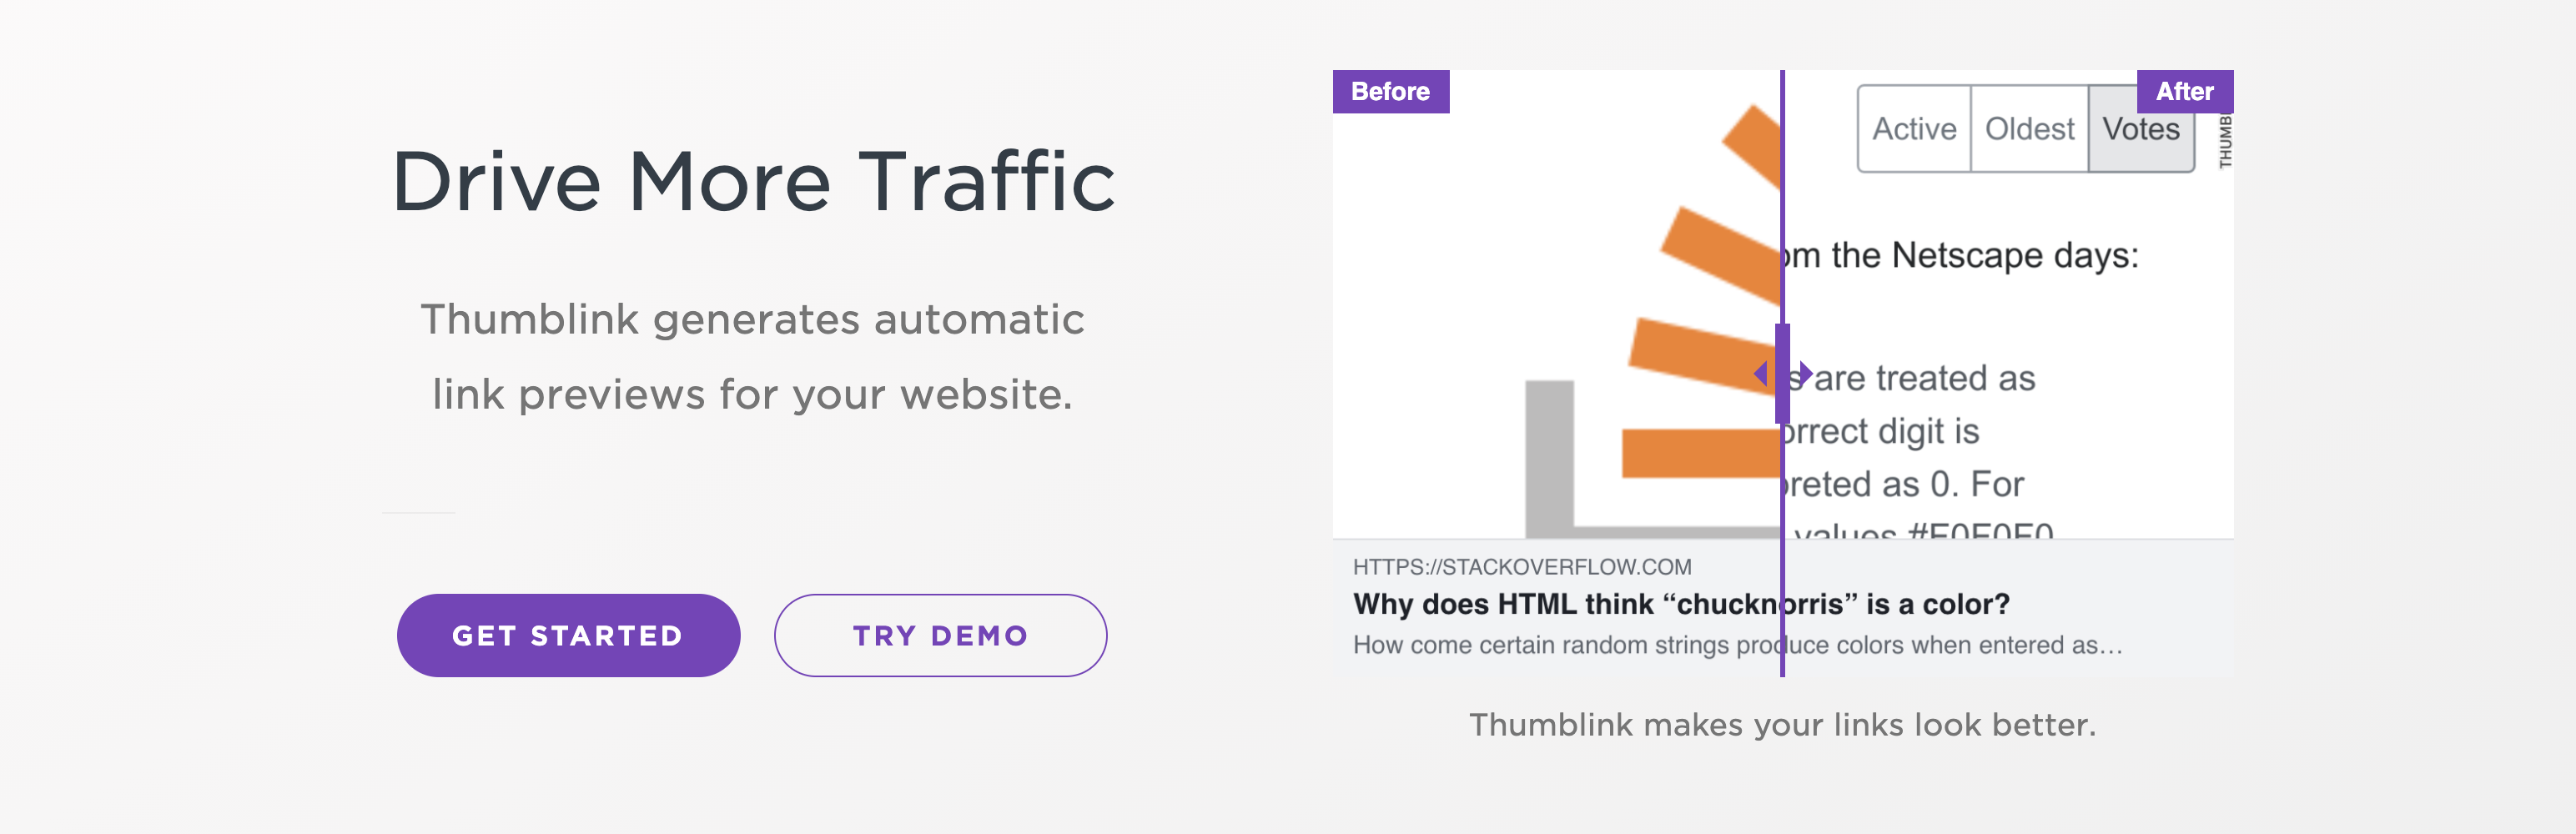 Drive More Traffic
Thumblink generates automatic
link previews for your website.
GET STARTED
TRY DEMO
Before
After
Active Oldest Votes
THUMB
om the Netscape days:
s are treated as
orrect digit is
preted as 0. For
values #F0F0F0
HTTPS://STACKOVERFLOW.COM
Why does HTML think “chucknorris” is a color?
How come certain random strings produce colors when entered as…
Thumblink makes your links look better.